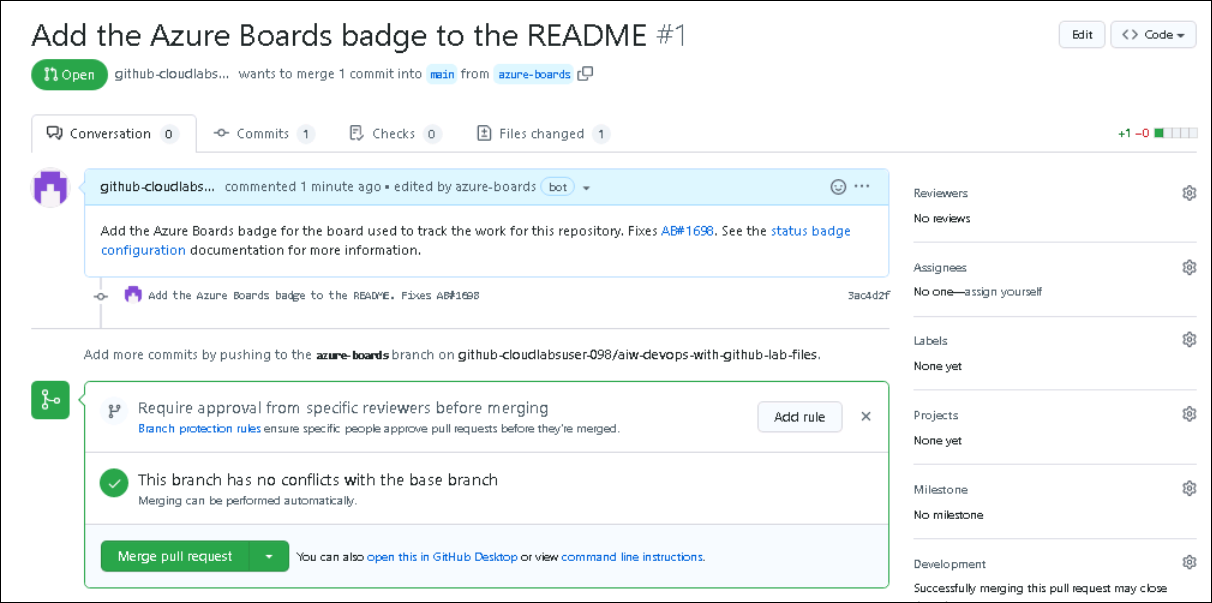 Add the Azure Boards badge to the README #1
Edit
<> Code
Open
github-cloudlabs... wants to merge 1 commit into main from azure-boards
Conversation 0
Commits 1
Checks 0
Files changed 1
+1 −0
github-cloudlabs... commented 1 minute ago • edited by azure-boards bot
Add the Azure Boards badge for the board used to track the work for this repository. Fixes AB#1698. See the status badge
configuration documentation for more information.
Add the Azure Boards badge to the README. Fixes AB#1698
3ac4d2f
Add more commits by pushing to the azure-boards branch on github-cloudlabsuser-098/aiw-devops-with-github-lab-files.
Require approval from specific reviewers before merging
Branch protection rules ensure specific people approve pull requests before they're merged.
Add rule
This branch has no conflicts with the base branch
Merging can be performed automatically.
Merge pull request
You can also open this in GitHub Desktop or view command line instructions.
Reviewers
No reviews
Assignees
No one—assign yourself
Labels
None yet
Projects
None yet
Milestone
No milestone
Development
Successfully merging this pull request may close